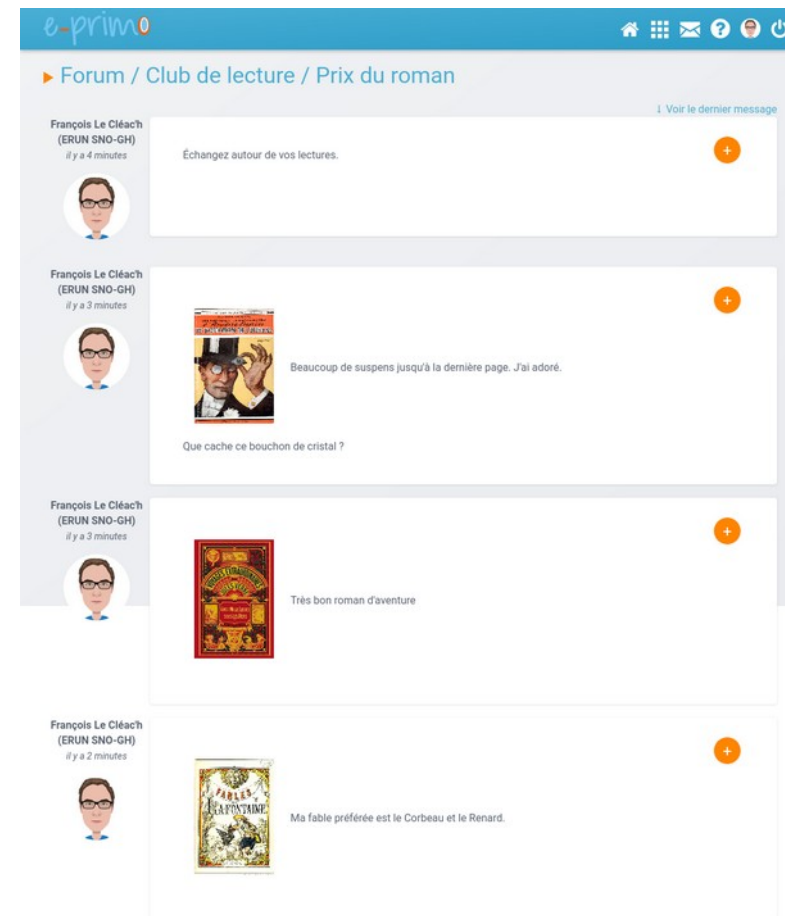 e-primo
Forum / Club de lecture / Prix du roman
↓ Voir le dernier message
François Le Cléac'h
(ERUN SNO-GH)
il y a 4 minutes
Échangez autour de vos lectures.
+
François Le Cléac'h
(ERUN SNO-GH)
il y a 3 minutes
+
Beaucoup de suspens jusqu'à la dernière page. J'ai adoré.
Que cache ce bouchon de cristal ?
François Le Cléac'h
(ERUN SNO-GH)
il y a 3 minutes
+
VOYAGES EXTRAORDINAIRES
Très bon roman d'aventure
François Le Cléac'h
(ERUN SNO-GH)
il y a 2 minutes
+
FABLES
LA FONTAINE
Ma fable préférée est le Corbeau et le Renard.